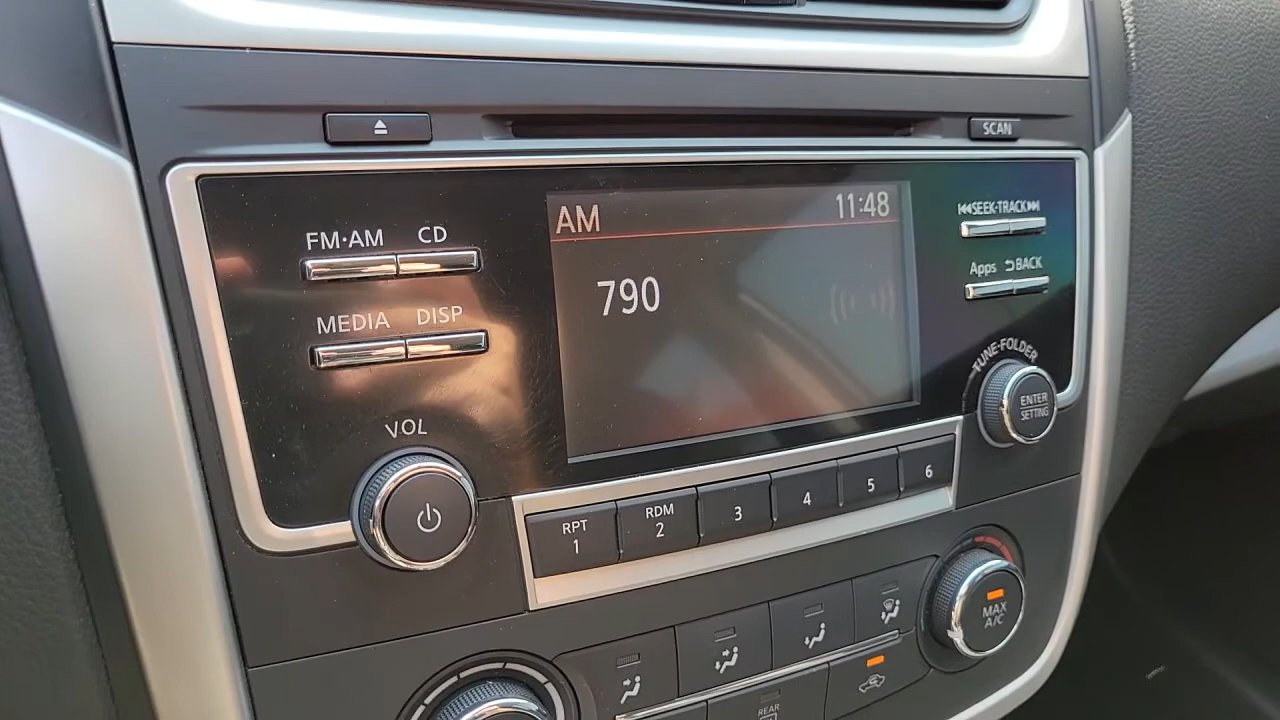 SCAN
AM 11:48
790
FM·AM CD
MEDIA DISP
VOL
SEEK·TRACK
Apps BACK
TUNE·FOLDER
ENTER
SETTING
RPT
1
RDM
2
3
4
5
6
MAX
A/C
REAR